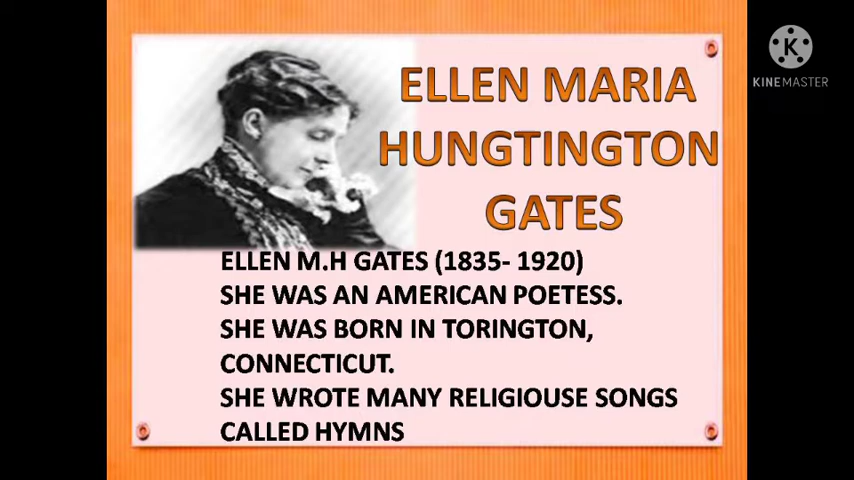 ELLEN MARIA
HUNGTINGTON
GATES
K
KINEMASTER
ELLEN M.H GATES (1835- 1920)
SHE WAS AN AMERICAN POETESS.
SHE WAS BORN IN TORINGTON,
CONNECTICUT.
SHE WROTE MANY RELIGIOUSE SONGS
CALLED HYMNS